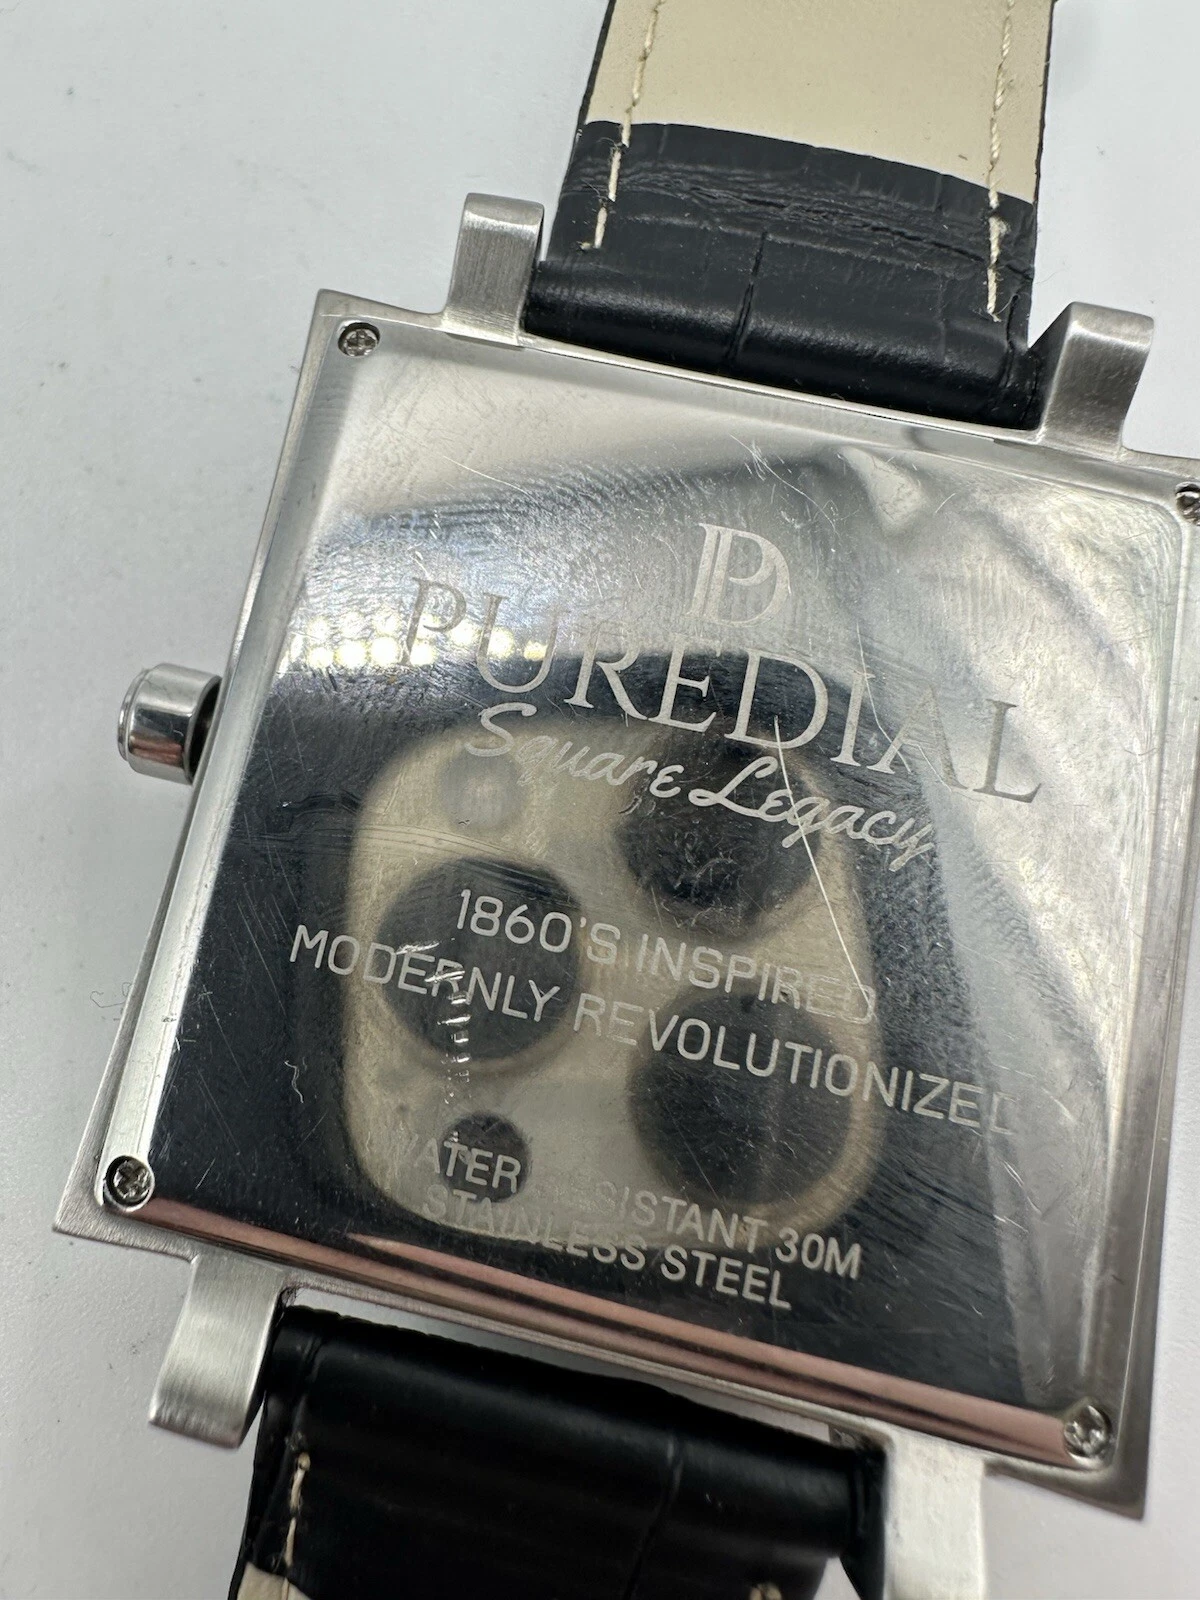 PD
PUREDIAL
Square Legacy
1860'S INSPIRED
MODERNLY REVOLUTIONIZED
WATER RESISTANT 30M
STAINLESS STEEL